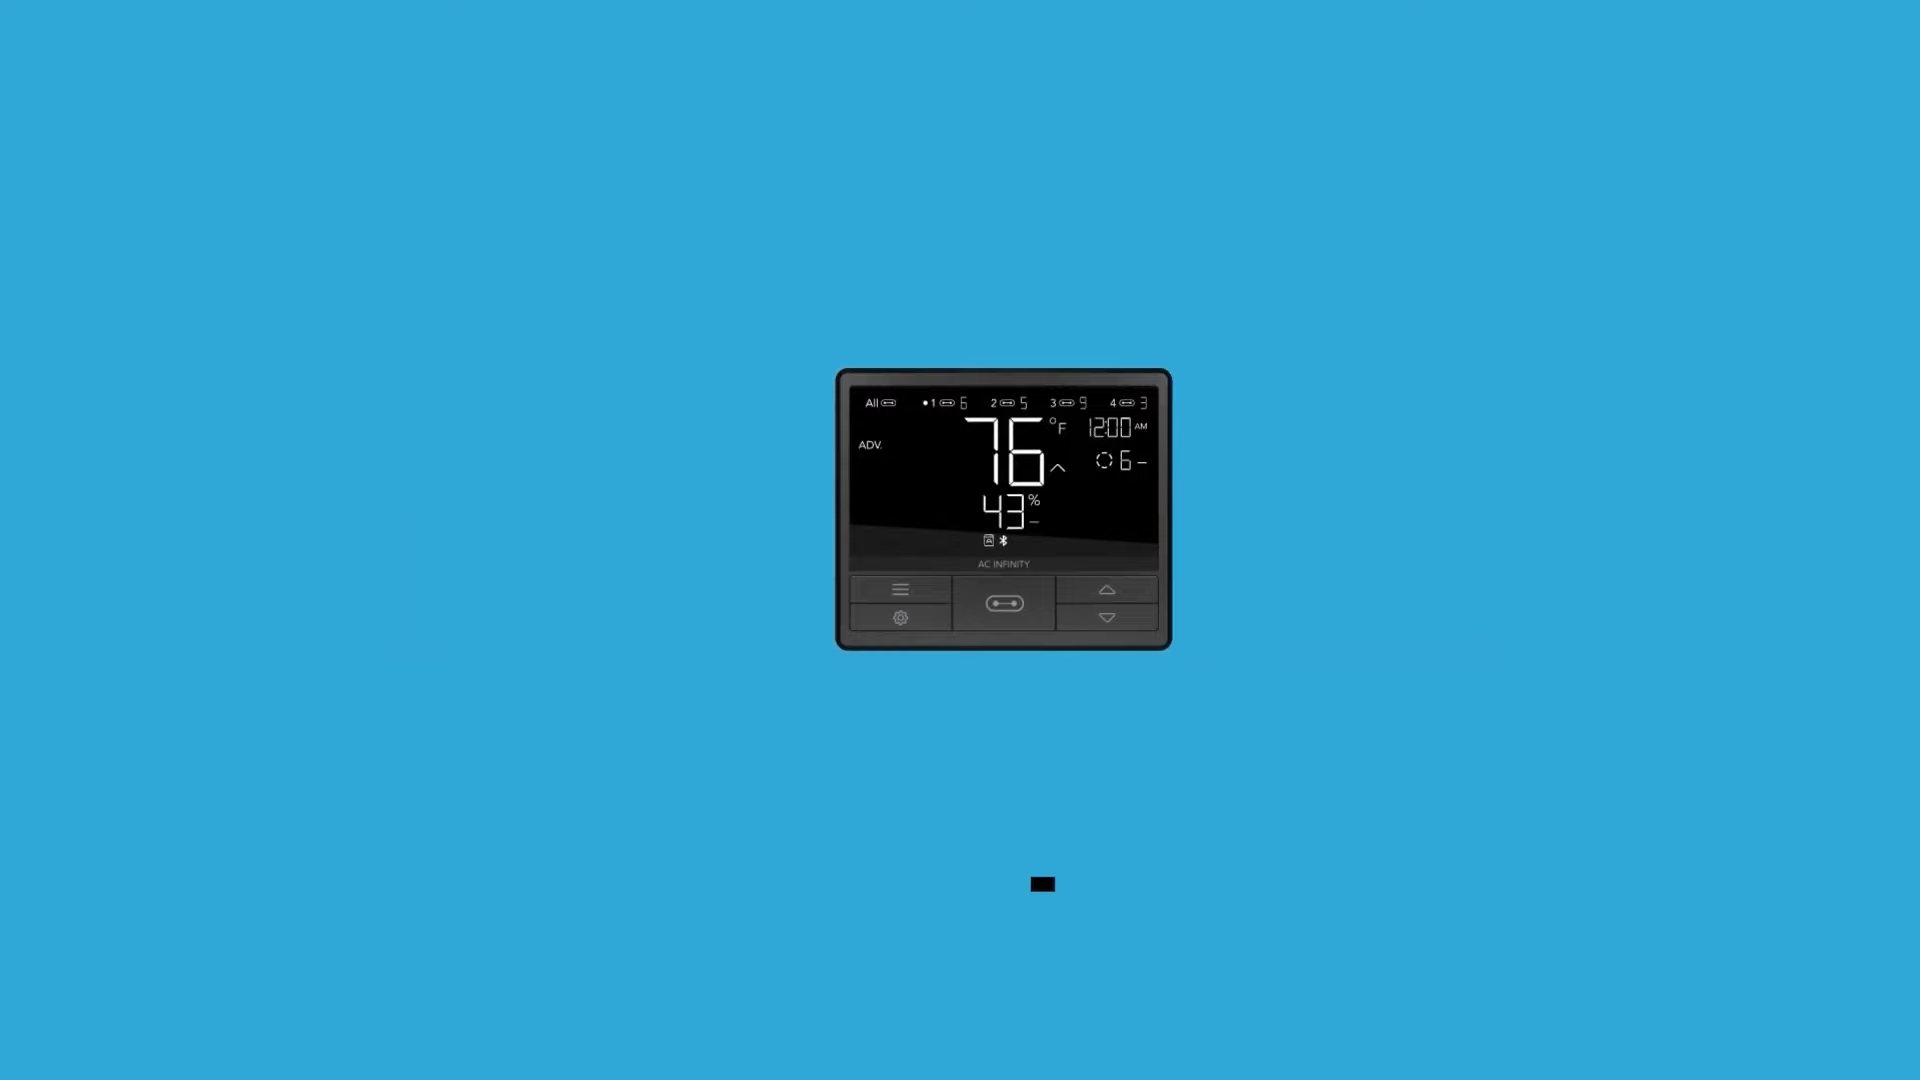 All 1 6 2 5 3 9 4 3
ADV. 76 °F 12:00 AM
6 –
43 %
AC INFINITY